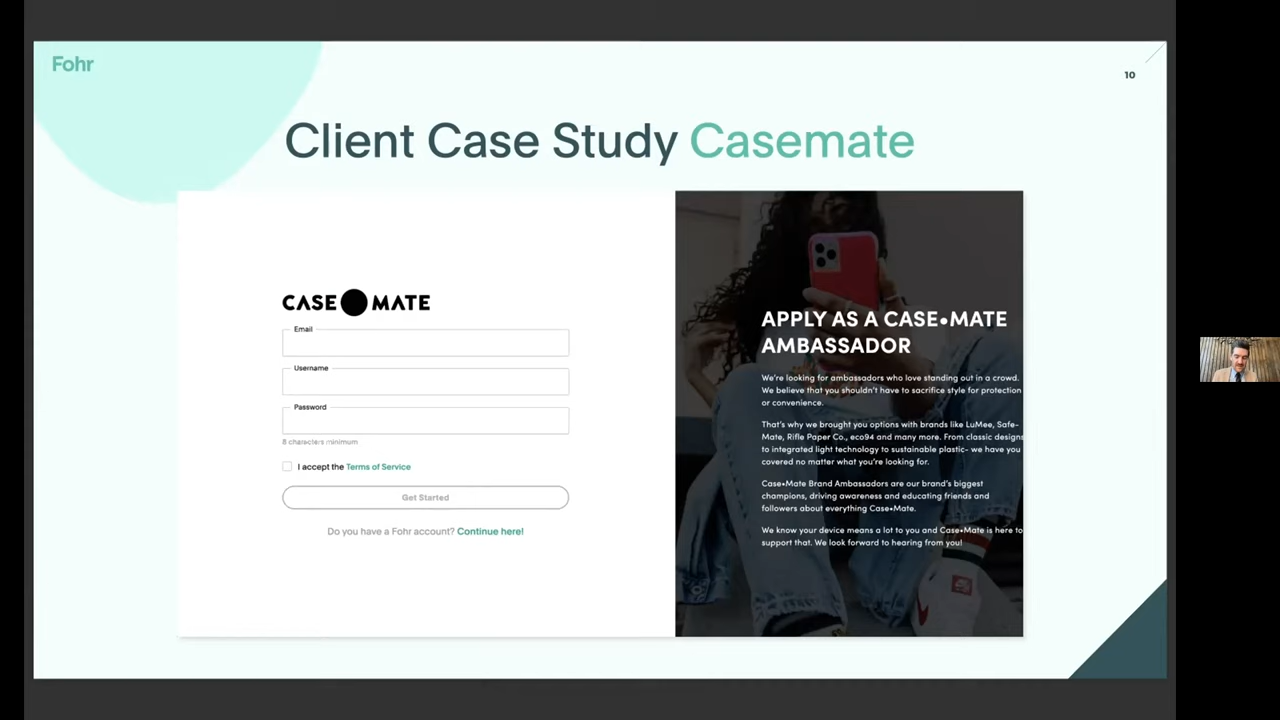 Fohr
10
Client Case Study Casemate
CASE MATE
Email
Username
Password
8 characters minimum
I accept the Terms of Service
Get Started
Do you have a Fohr account? Continue here!
APPLY AS A CASE•MATE
AMBASSADOR
We're looking for ambassadors who love standing out in a crowd.
We believe that you shouldn't have to sacrifice style for protection
or convenience.
That's why we brought you options with brands like LuMee, Safe-
Mate, Rifle Paper Co., eco94 and many more. From classic designs
to integrated light technology to sustainable plastic- we have you
covered no matter what you're looking for.
Case•Mate Brand Ambassadors are our brand's biggest
champions, driving awareness and educating friends and
followers about everything Case•Mate.
We know your device means a lot to you and Case•Mate is here to
support that. We look forward to hearing from you!